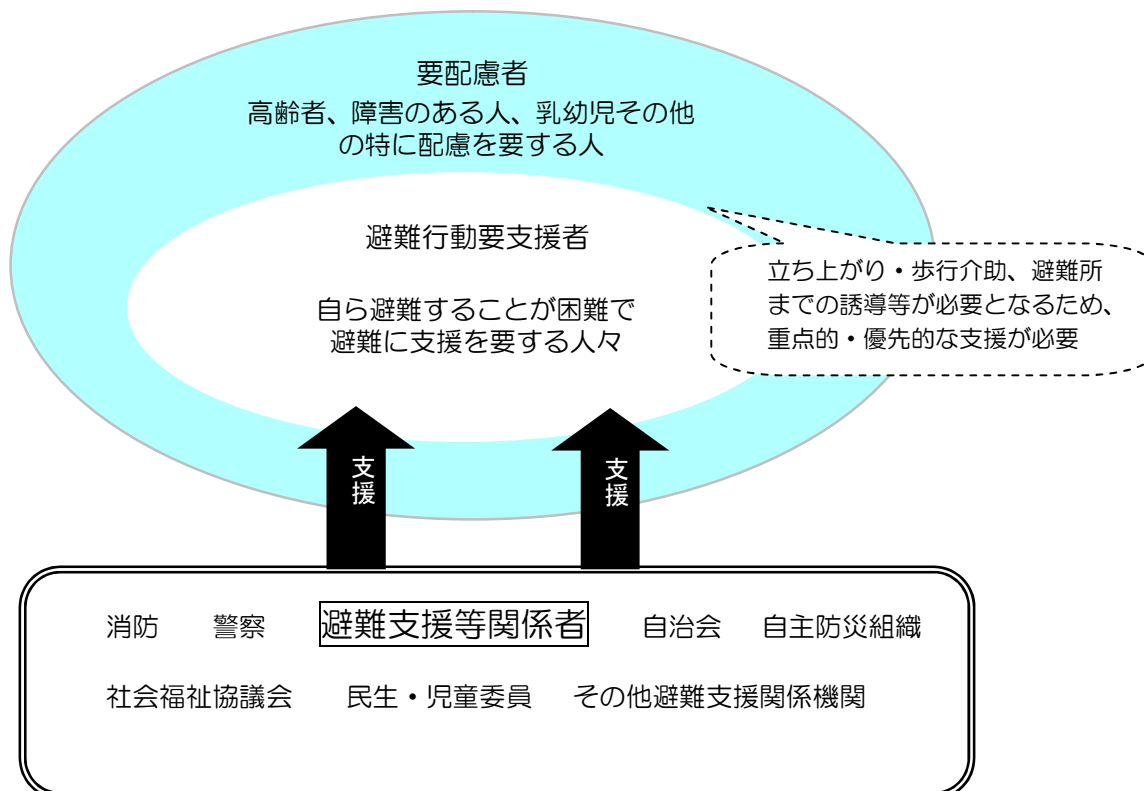 要配慮者
高齢者、障害のある人、乳幼児その他
の特に配慮を要する人
避難行動要支援者
自ら避難することが困難で
避難に支援を要する人々
立ち上がり・歩行介助、避難所
までの誘導等が必要となるため、
重点的・優先的な支援が必要
支援
支援
消防 警察 避難支援等関係者 自治会 自主防災組織
社会福祉協議会 民生・児童委員 その他避難支援関係機関